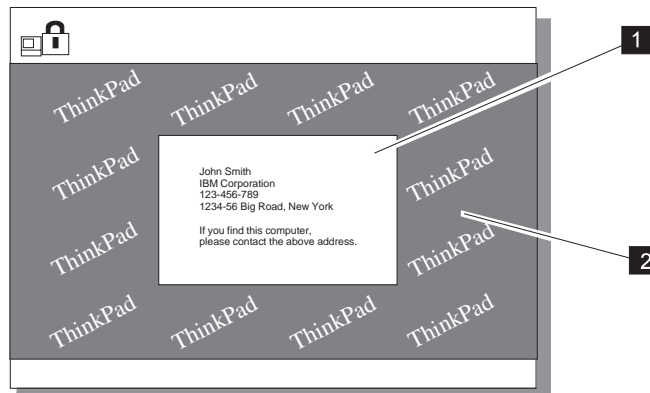 1
ThinkPad ThinkPad ThinkPad ThinkPad
ThinkPad ThinkPad
John Smith
IBM Corporation
123-456-789
1234-56 Big Road, New York
If you find this computer,
please contact the above address.
ThinkPad ThinkPad
2
ThinkPad ThinkPad ThinkPad ThinkPad